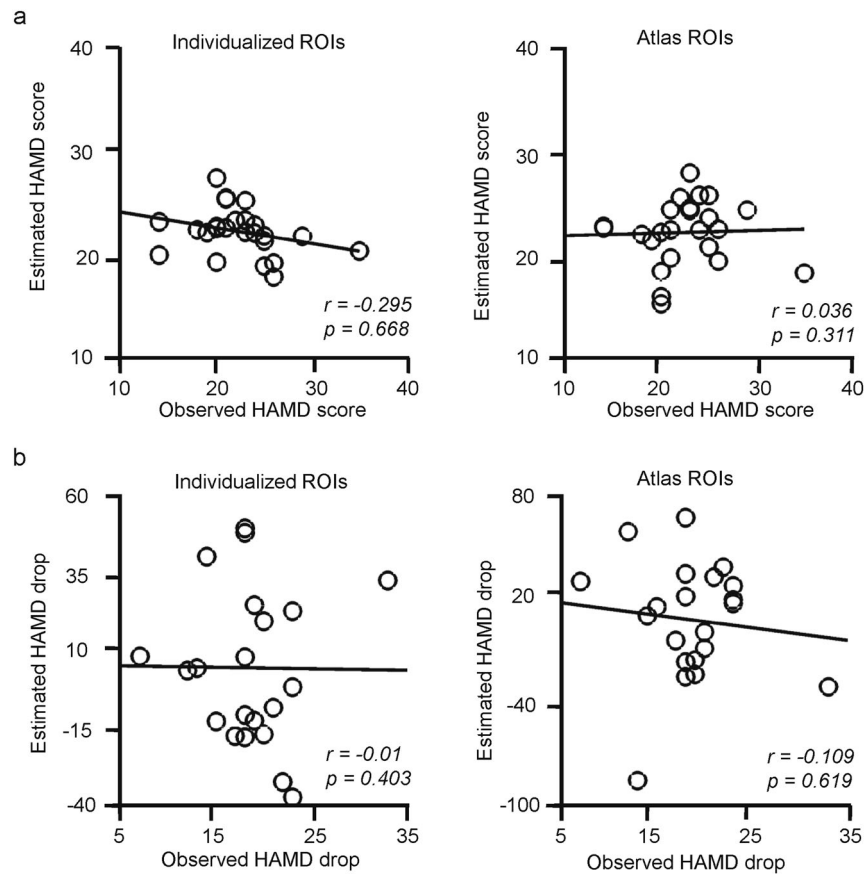 a
Individualized ROIs
Atlas ROIs
40
30
20
10
Estimated HAMD score
r = -0.295
p = 0.668
10 20 30 40
Observed HAMD score
40
30
20
10
Estimated HAMD score
r = 0.036
p = 0.311
10 20 30 40
Observed HAMD score
b
Individualized ROIs
Atlas ROIs
60
35
10
-15
-40
Estimated HAMD drop
r = -0.01
p = 0.403
5 15 25 35
Observed HAMD drop
80
20
-40
-100
Estimated HAMD drop
r = -0.109
p = 0.619
5 15 25 35
Observed HAMD drop